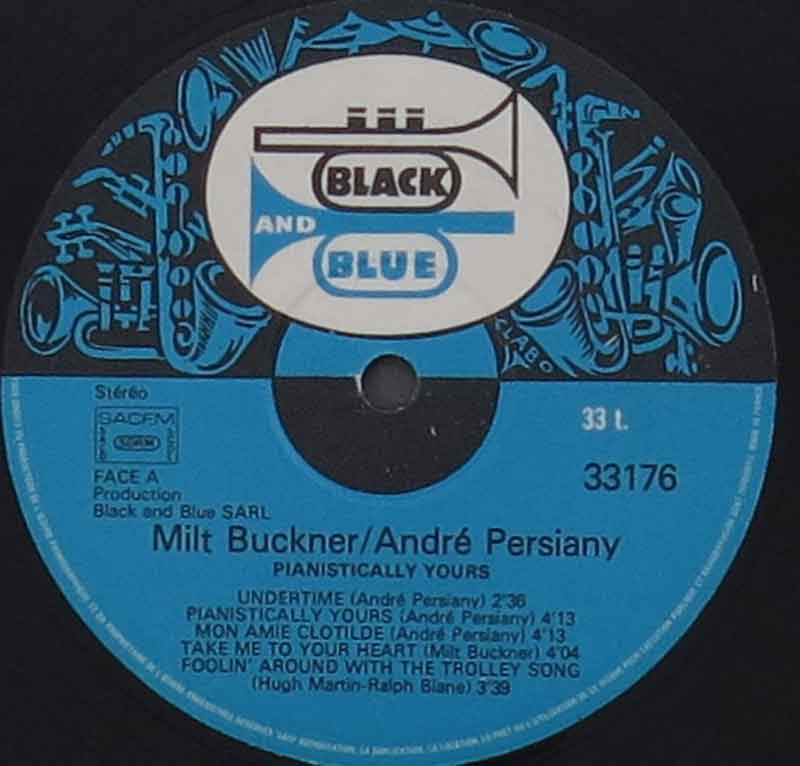 BLACK
AND
BLUE
KLABO
Stéréo
SACEM
SDRM
33 t.
33176
FACE A
Production
Black and Blue SARL
Milt Buckner/André Persiany
PIANISTICALLY YOURS
UNDERTIME (André Persiany) 2'36
PIANISTICALLY YOURS (André Persiany) 4'13
MON AMIE CLOTILDE (André Persiany) 4'13
TAKE ME TO YOUR HEART (Milt Buckner) 4'04
FOOLIN' AROUND WITH THE TROLLEY SONG
(Hugh Martin-Ralph Blane) 3'39